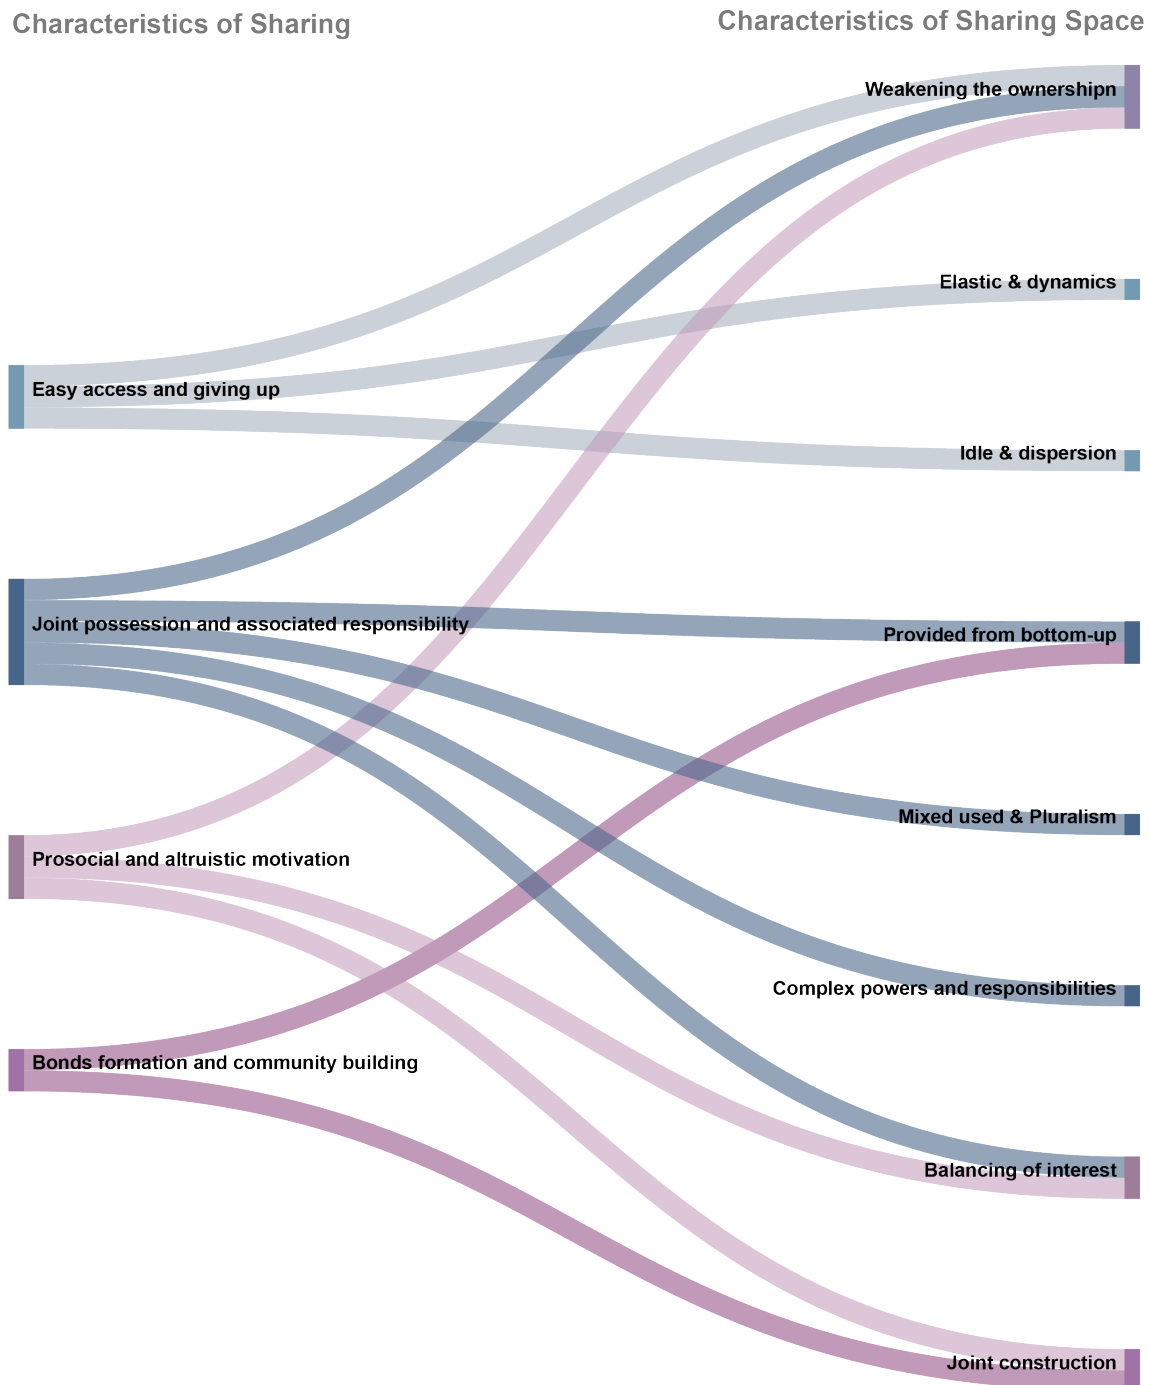 Characteristics of Sharing
Characteristics of Sharing Space
Weakening the ownershipn
Elastic & dynamics
Easy access and giving up
Idle & dispersion
Joint possession and associated responsibility
Provided from bottom-up
Mixed used & Pluralism
Prosocial and altruistic motivation
Complex powers and responsibilities
Bonds formation and community building
Balancing of interest
Joint construction